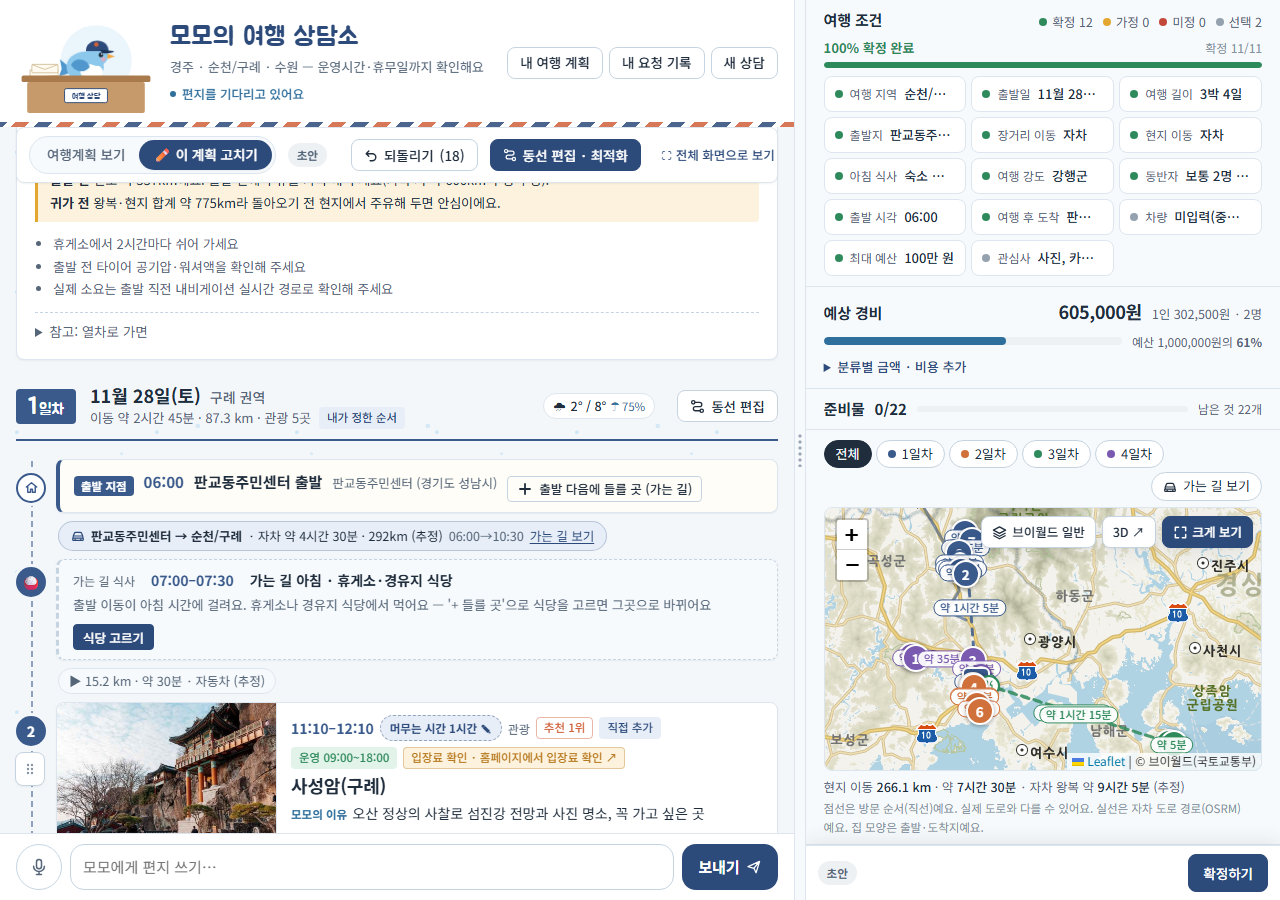 모모의 여행 상담소
경주 · 순천/구례 · 수원 — 운영시간·휴무일까지 확인해요
편지를 기다리고 있어요
여행 상담
내 여행 계획
내 요청 기록
새 상담
여행계획 보기
이 계획 고치기
초안
되돌리기 (18)
동선 편집 · 최적화
전체 화면으로 보기
귀가 전 왕복·현지 합계 약 775km라 돌아오기 전 현지에서 주유해 두면 안심이에요.
휴게소에서 2시간마다 쉬어 가세요
출발 전 타이어 공기압·워셔액을 확인해 주세요
실제 소요는 출발 직전 내비게이션 실시간 경로로 확인해 주세요
▶ 참고: 열차로 가면
1일차
11월 28일(토) 구례 권역
이동 약 2시간 45분 · 87.3 km · 관광 5곳 내가 정한 순서
2° / 8° ☂ 75%
동선 편집
출발 지점 06:00 판교동주민센터 출발 판교동주민센터 (경기도 성남시)
+ 출발 다음에 들를 곳 (가는 길)
판교동주민센터 → 순천/구례 · 자차 약 4시간 30분 · 292km (추정) 06:00→10:30 가는 길 보기
가는 길 식사 07:00–07:30 가는 길 아침 · 휴게소·경유지 식당
출발 이동이 아침 시간에 걸려요. 휴게소나 경유지 식당에서 먹어요 — '+ 들를 곳'으로 식당을 고르면 그곳으로 바뀌어요
식당 고르기
▶ 15.2 km · 약 30분 · 자동차 (추정)
2
11:10–12:10 머무는 시간 1시간 관광 추천 1위 직접 추가
운영 09:00~18:00 입장료 확인 · 홈페이지에서 입장료 확인 ↗
사성암(구례)
모모의 이유 오산 정상의 사찰로 섬진강 전망과 사진 명소, 꼭 가고 싶은 곳
모모에게 편지 쓰기…
보내기
여행 조건
확정 12 가정 0 미정 0 선택 2
100% 확정 완료
확정 11/11
여행 지역 순천/…
출발일 11월 28…
여행 길이 3박 4일
출발지 판교동주…
장거리 이동 자차
현지 이동 자차
아침 식사 숙소 …
여행 강도 강행군
동반자 보통 2명 …
출발 시각 06:00
여행 후 도착 판…
차량 미입력(중…
최대 예산 100만 원
관심사 사진, 카…
예상 경비
605,000원 1인 302,500원 · 2명
예산 1,000,000원의 61%
▶ 분류별 금액 · 비용 추가
준비물 0/22
남은 것 22개
전체
1일차
2일차
3일차
4일차
가는 길 보기
+
−
브이월드 일반
3D ↗
크게 보기
곡성군
2
진주시
하동군
약 1시간 5분
10
광양시
사천시
약 35분
10
6
상족암
군립공원
약 1시간 15분
남해군
보성군
10
여수시
약 5분
Leaflet | © 브이월드(국토교통부)
현지 이동 266.1 km · 약 7시간 30분 · 자차 왕복 약 9시간 5분 (추정)
점선은 방문 순서(직선)예요. 실제 도로와 다를 수 있어요. 실선은 자차 도로 경로(OSRM)
예요. 집 모양은 출발·도착지예요.
초안
확정하기